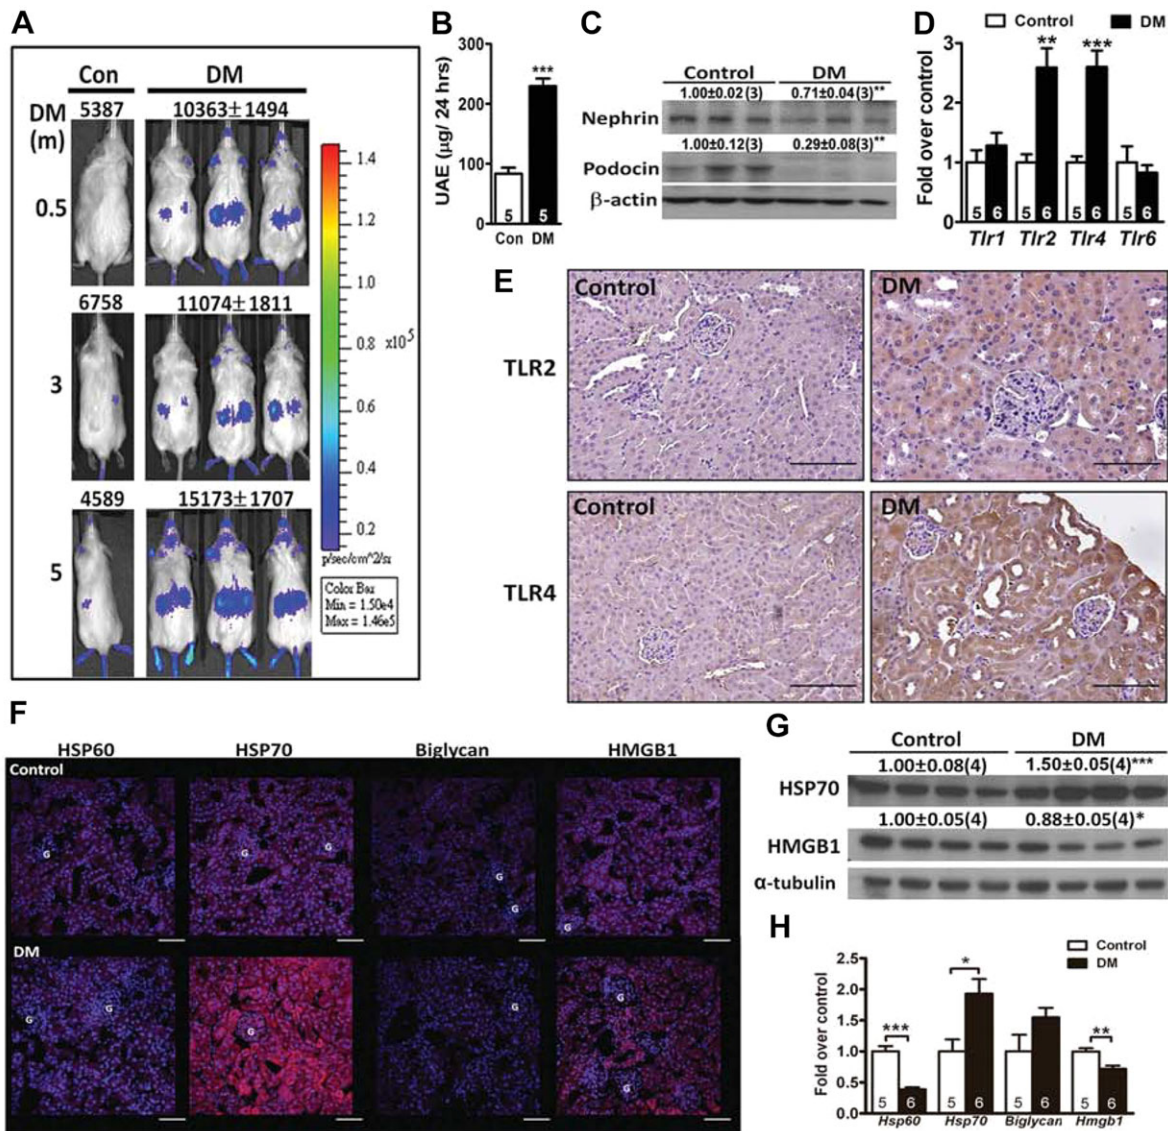 A
Con DM
DM (m)
5387 10363±1494
0.5
6758 11074±1811
3
4589 15173±1707
5
1.4
1.2
1.0
x10^5
0.8
0.6
0.4
0.2
p/sec/cm^2/sr
Color Bar
Min = 1.50e4
Max = 1.46e5
B
UAE (µg/ 24 hrs)
300
200
100
0
***
5 5
Con DM
C
Control DM
1.00±0.02(3) 0.71±0.04(3)**
Nephrin
1.00±0.12(3) 0.29±0.08(3)**
Podocin
β-actin
D
Control DM
Fold over control
3
2
1
0
** ***
5 6 5 6 5 6 5 6
Tlr1 Tlr2 Tlr4 Tlr6
E
Control DM
TLR2
Control DM
TLR4
F
HSP60 HSP70 Biglycan HMGB1
Control
G G G G G G
DM
G G G G G G
G
Control DM
1.00±0.08(4) 1.50±0.05(4)***
HSP70
1.00±0.05(4) 0.88±0.05(4)*
HMGB1
α-tubulin
H
Control
DM
Fold over control
2.5
2.0
1.5
1.0
0.5
0.0
*** * **
5 6 5 6 5 6 5 6
Hsp60 Hsp70 Biglycan Hmgb1